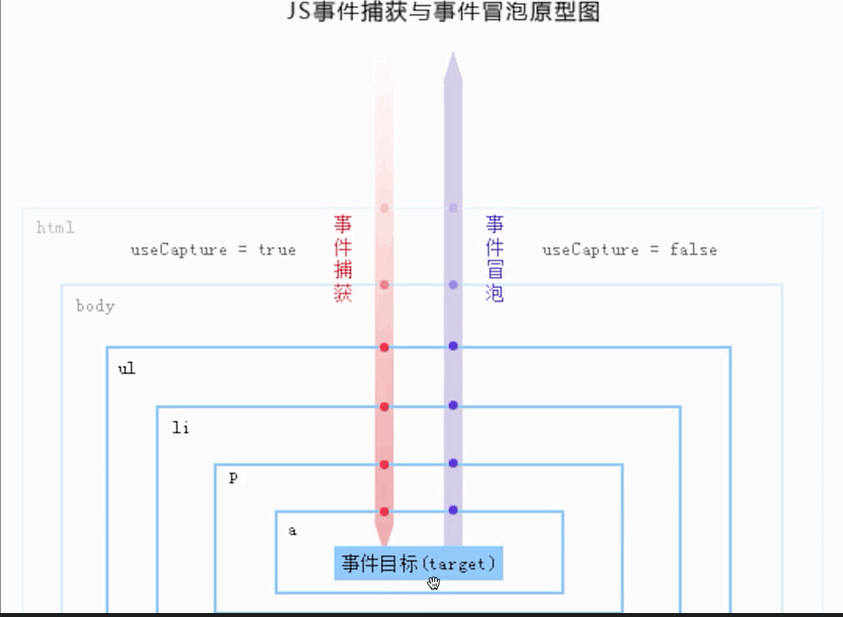 JS事件捕获与事件冒泡原型图
html
useCapture = true
事件捕获
事件冒泡
useCapture = false
body
ul
li
p
a
事件目标(target)